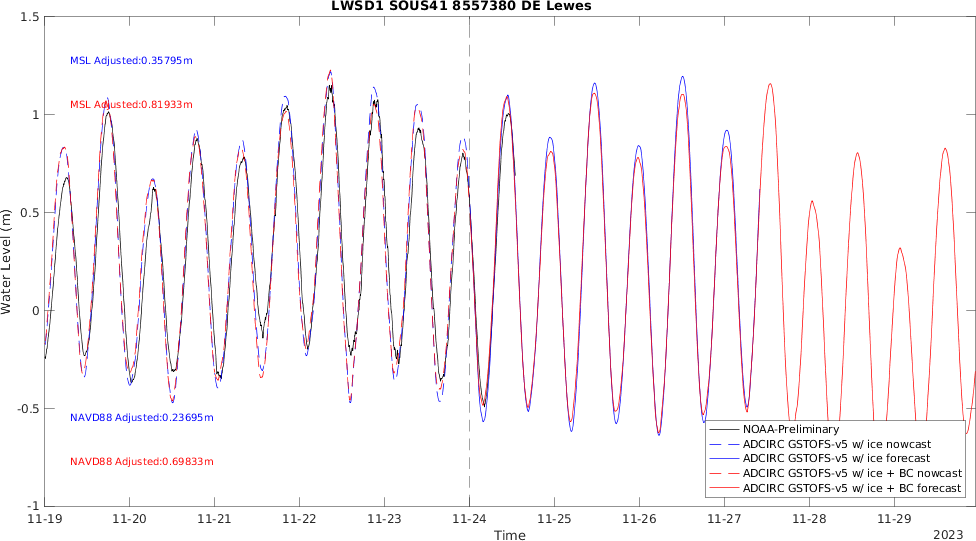 LWSD1 SOUS41 8557380 DE Lewes
1.5
MSL Adjusted:0.35795m
MSL Adjusted:0.81933m
1
0.5
Water Level (m)
0
-0.5
NAVD88 Adjusted:0.23695m
NAVD88 Adjusted:0.69833m
NOAA-Preliminary
ADCIRC GSTOFS-v5 w/ ice nowcast
ADCIRC GSTOFS-v5 w/ ice forecast
ADCIRC GSTOFS-v5 w/ ice + BC nowcast
ADCIRC GSTOFS-v5 w/ ice + BC forecast
-1
11-19 11-20 11-21 11-22 11-23 11-24 11-25 11-26 11-27 11-28 11-29
Time
2023